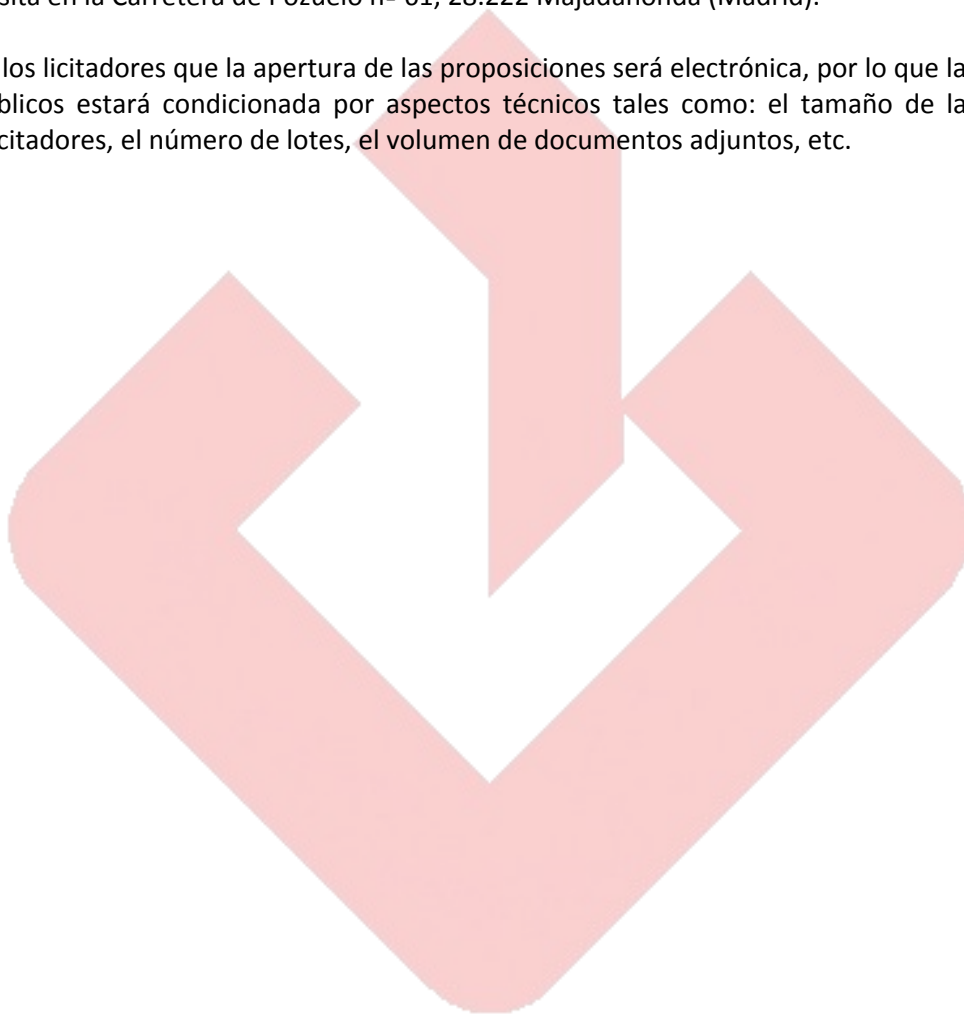 sita en la Carretera de Pozuelo nº 61, 28.222 Majadahonda (Madrid).
los licitadores que la apertura de las proposiciones será electrónica, por lo que la
blicos estará condicionada por aspectos técnicos tales como: el tamaño de la
citadores, el número de lotes, el volumen de documentos adjuntos, etc.